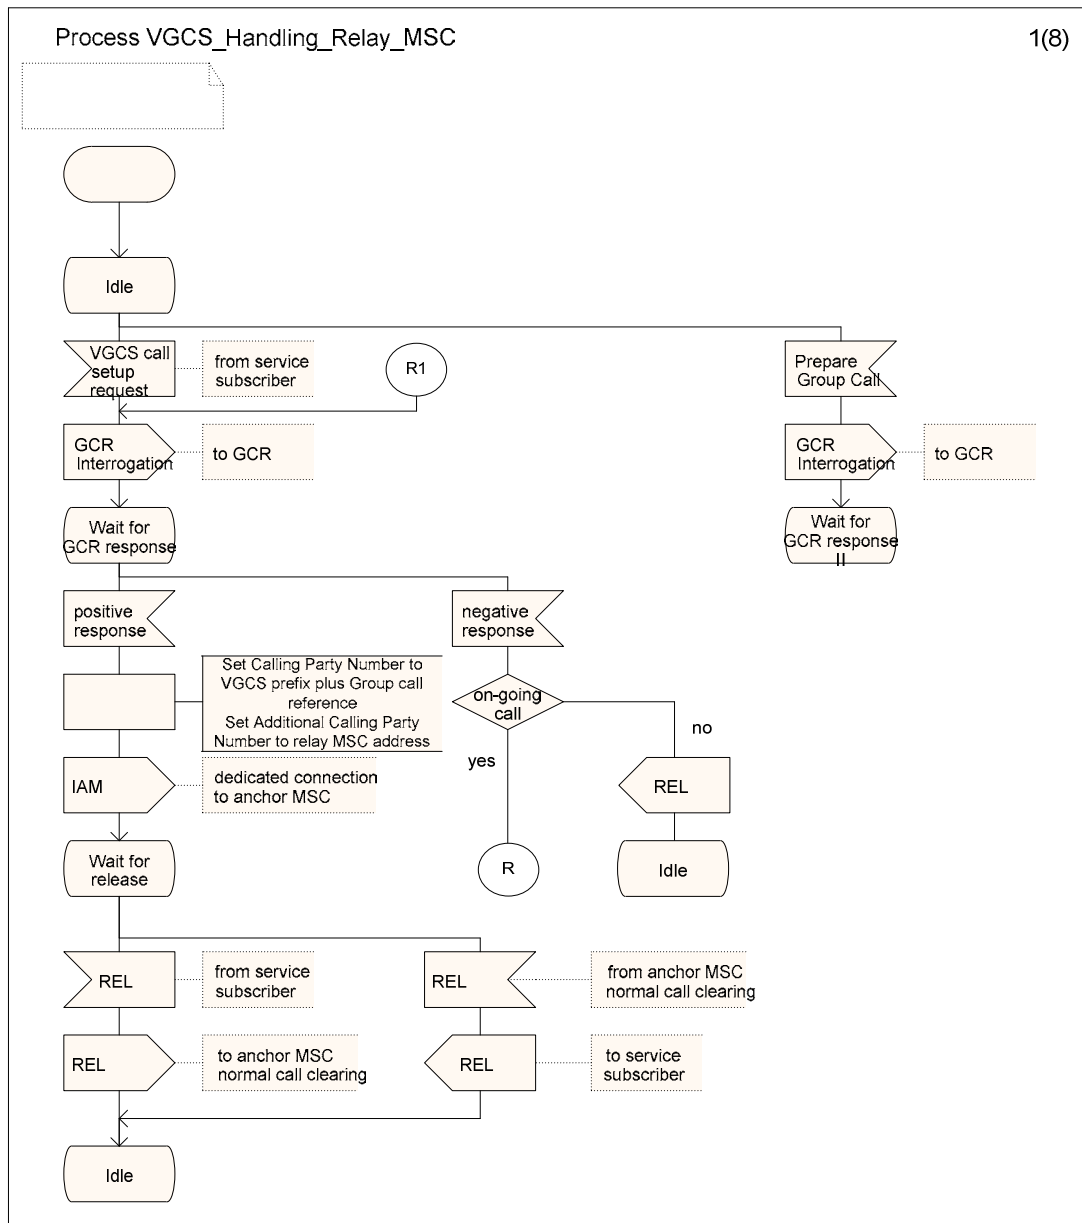 Process VGCS_Handling_Relay_MSC
1(8)
Idle
VGCS call
setup
request
from service
subscriber
R1
Prepare
Group Call
GCR
Interrogation
to GCR
GCR
Interrogation
to GCR
Wait for
GCR response
Wait for
GCR response
II
positive
response
negative
response
Set Calling Party Number to
VGCS prefix plus Group call
reference
Set Additional Calling Party
Number to relay MSC address
on-going
call
no
yes
IAM
dedicated connection
to anchor MSC
REL
Wait for
release
R
Idle
REL
from service
subscriber
REL
from anchor MSC
normal call clearing
REL
to anchor MSC
normal call clearing
REL
to service
subscriber
Idle